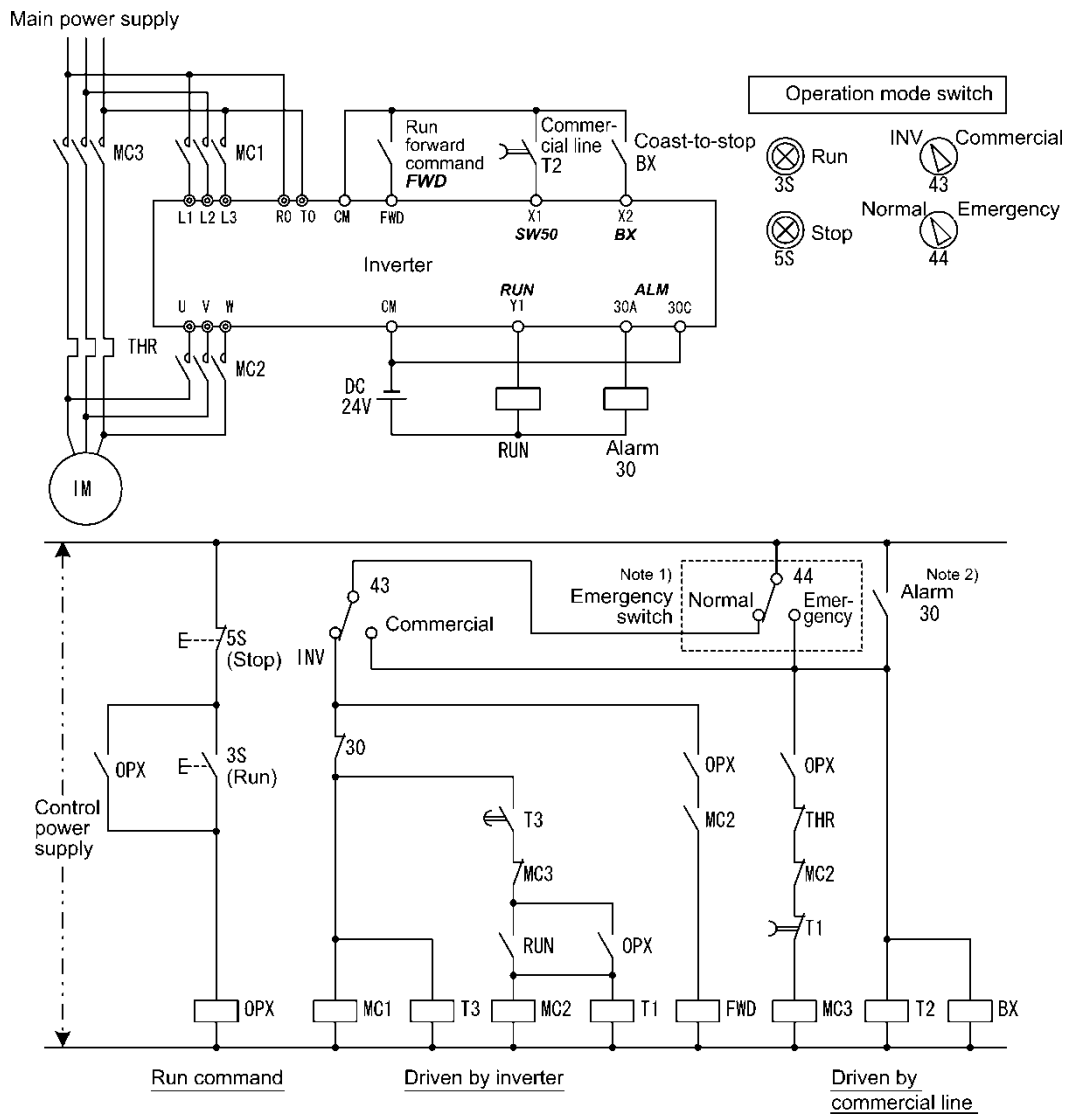 Main power supply
MC3
MC1
Run
forward
command
FWD
Commer-
cial line
T2
Coast-to-stop
BX
L1 L2 L3
R0 T0
CM
FWD
X1
SW50
X2
BX
Inverter
U V W
CM
RUN
Y1
ALM
30A
30C
THR
MC2
DC
24V
RUN
Alarm
30
IM
Operation mode switch
Run
3S
Stop
5S
INV Commercial
43
Normal Emergency
44
Control
power
supply
5S
(Stop)
OPX
3S
(Run)
OPX
43
INV
Commercial
Note 1)
Emergency
switch
Normal
44
Emer-
gency
Note 2)
Alarm
30
30
T3
MC3
RUN
OPX
OPX
MC2
OPX
THR
MC2
T1
MC1
T3
MC2
T1
FWD
MC3
T2
BX
Run command
Driven by inverter
Driven by
commercial line